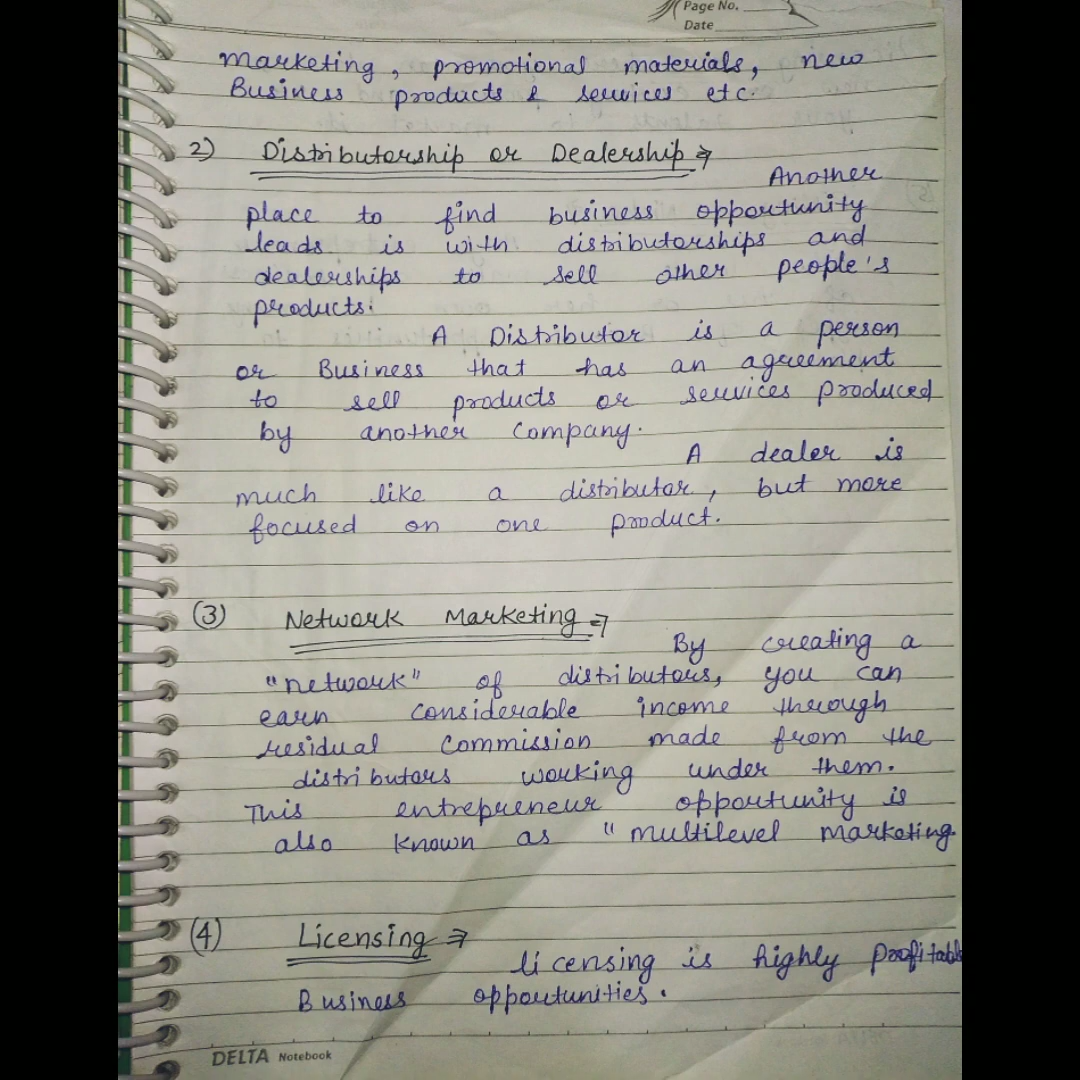 Page No.
Date
marketing, promotional materials, new
Business products & services etc.
2) Distributorship or Dealership ⇒
Another
place to find business opportunity
leads is with distributorships and
dealerships to sell other people's
products.
A Distributor is a person
or Business that has an agreement
to sell products or services produced
by another company.
A dealer is
much like a distributor, but more
focused on one product.
(3) Network Marketing ⇒
By creating a
"network" of distributors, you can
earn considerable income through
residual commission made from the
distributors working under them.
This entrepreneur opportunity is
also known as "multilevel marketing.
(4) Licensing ⇒
licensing is highly profitable
Business opportunities.
DELTA Notebook